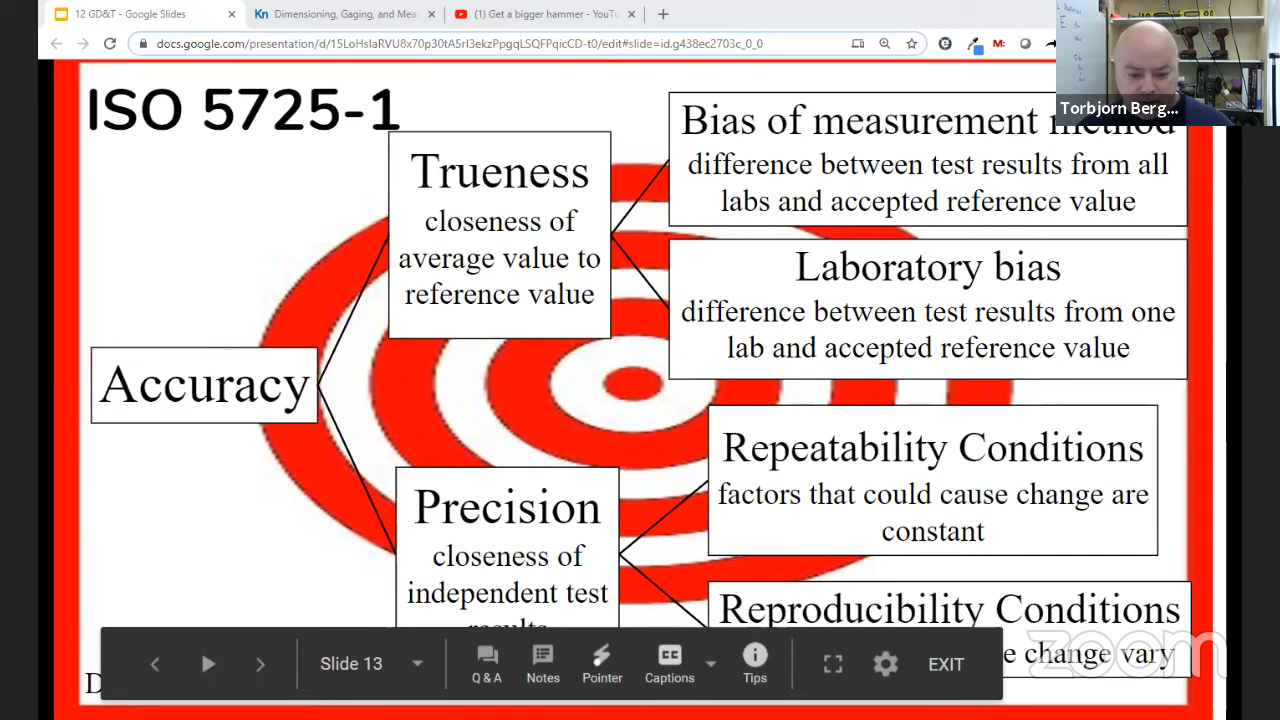 12 GD&T - Google Slides
Dimensioning, Gaging, and Mea
(1) Get a bigger hammer - YouTu
docs.google.com/presentation/d/15LoHslaRVU8x70p30tA5rI3ekzPpgqLSQFPqicCD-t0/edit#slide=id.g438ec2703c_0_0
Torbjorn Berg...
ISO 5725-1
Bias of measurement method
difference between test results from all
labs and accepted reference value
Trueness
closeness of
average value to
reference value
Laboratory bias
difference between test results from one
lab and accepted reference value
Accuracy
Repeatability Conditions
factors that could cause change are
constant
Precision
closeness of
independent test
results
Reproducibility Conditions
e change vary
zoom
D
Slide 13
Q & A
Notes
Pointer
CC
Captions
Tips
EXIT